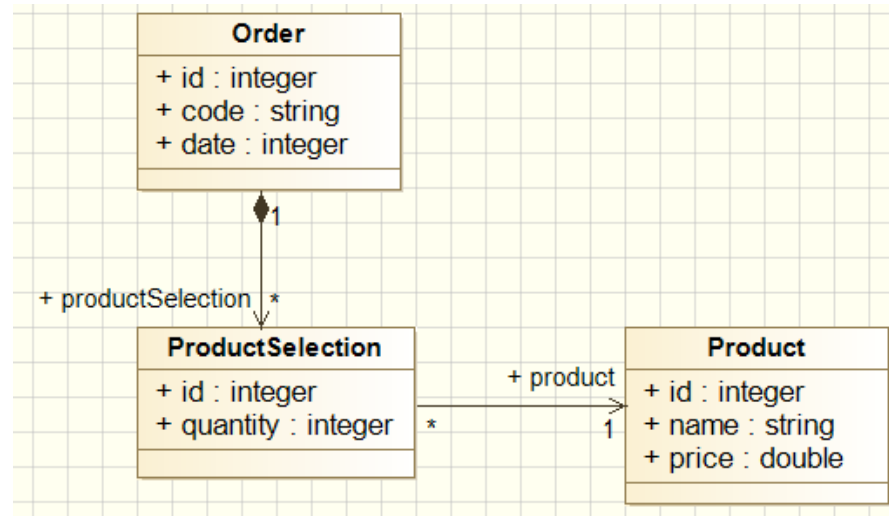 Order
+ id : integer
+ code : string
+ date : integer
1
+ productSelection *
ProductSelection
+ id : integer
+ quantity : integer
+ product
* 1
Product
+ id : integer
+ name : string
+ price : double